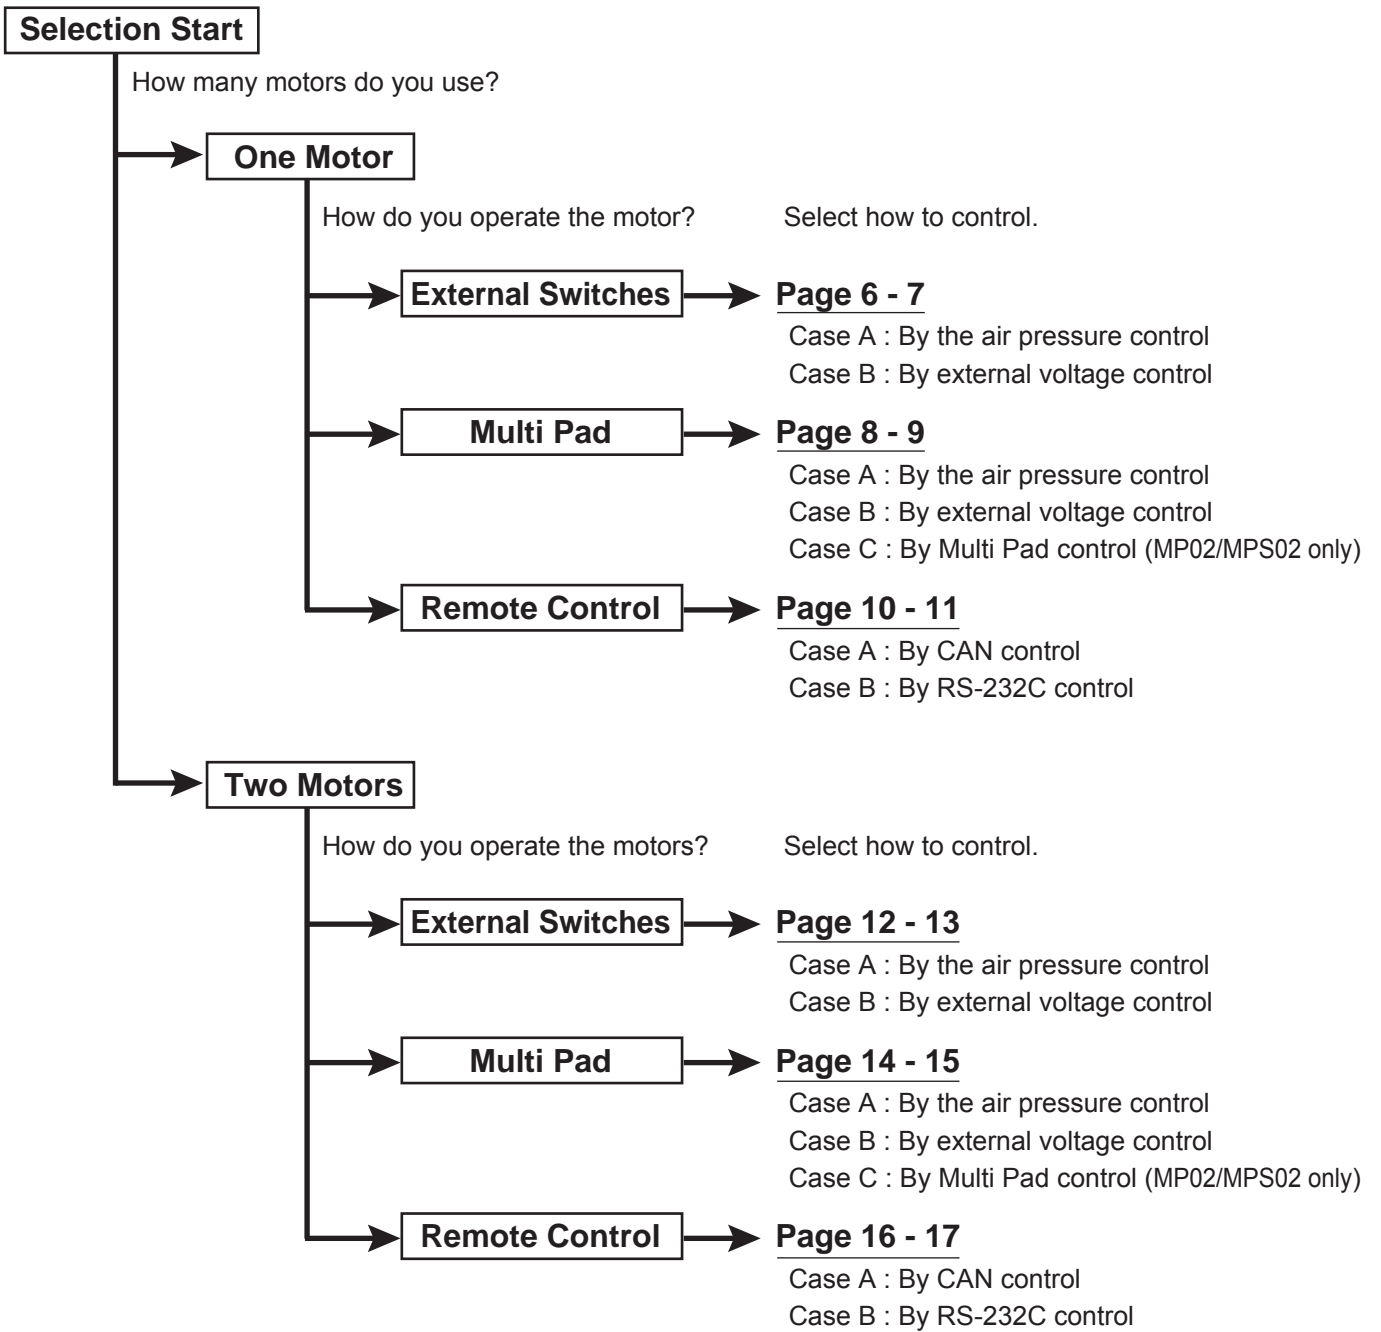 Selection Start
How many motors do you use?
One Motor
How do you operate the motor? Select how to control.
External Switches Page 6 - 7
Case A : By the air pressure control
Case B : By external voltage control
Multi Pad Page 8 - 9
Case A : By the air pressure control
Case B : By external voltage control
Case C : By Multi Pad control (MP02/MPS02 only)
Remote Control Page 10 - 11
Case A : By CAN control
Case B : By RS-232C control
Two Motors
How do you operate the motors? Select how to control.
External Switches Page 12 - 13
Case A : By the air pressure control
Case B : By external voltage control
Multi Pad Page 14 - 15
Case A : By the air pressure control
Case B : By external voltage control
Case C : By Multi Pad control (MP02/MPS02 only)
Remote Control Page 16 - 17
Case A : By CAN control
Case B : By RS-232C control